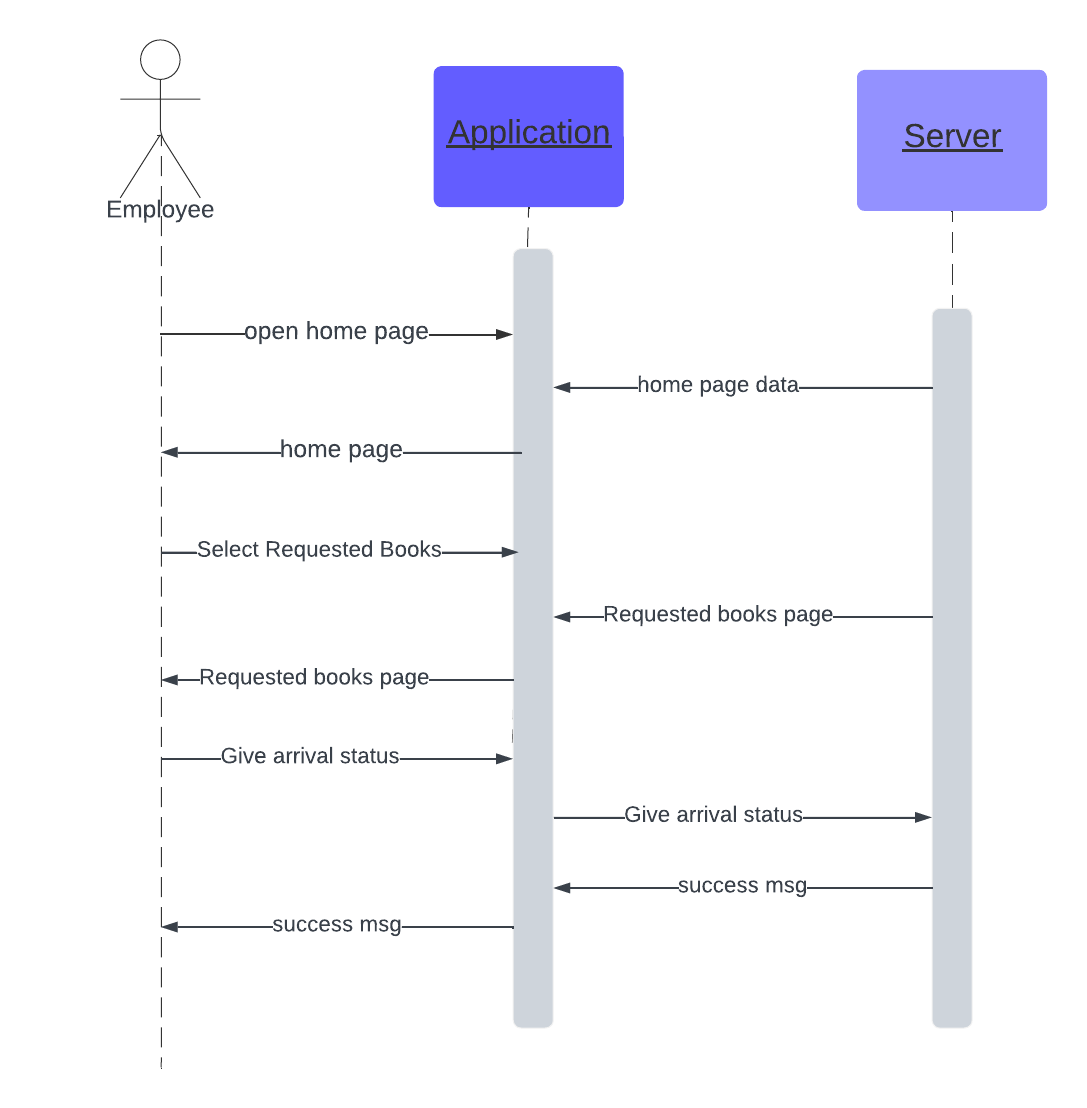 Application
Server
Employee
open home page
home page data
home page
Select Requested Books
Requested books page
Requested books page
Give arrival status
Give arrival status
success msg
success msg